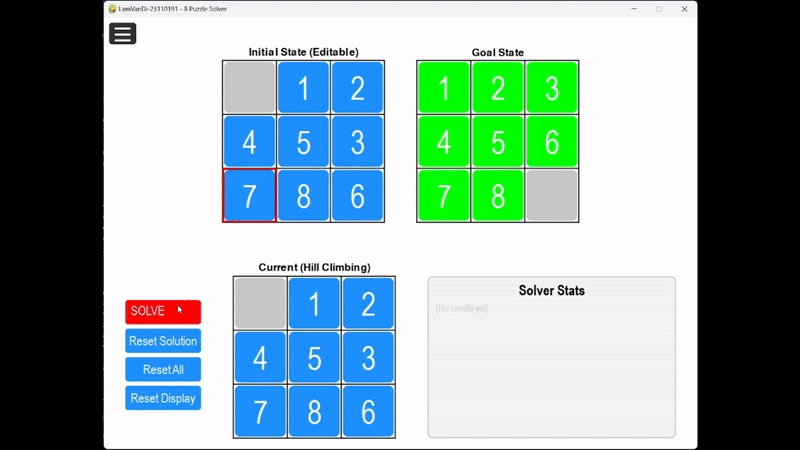 LamVanDi-23110191 - 8 Puzzle Solver
Initial State (Editable)
Goal State
1 2
4 5 3
7 8 6
1 2 3
4 5 6
7 8
Current (Hill Climbing)
1 2
4 5 3
7 8 6
SOLVE
Reset Solution
Reset All
Reset Display
Solver Stats
(No results yet)